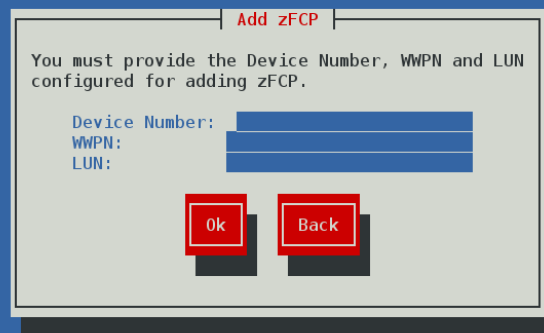 Add zFCP
You must provide the Device Number, WWPN and LUN
configured for adding zFCP.
Device Number:
WWPN:
LUN:
Ok Back